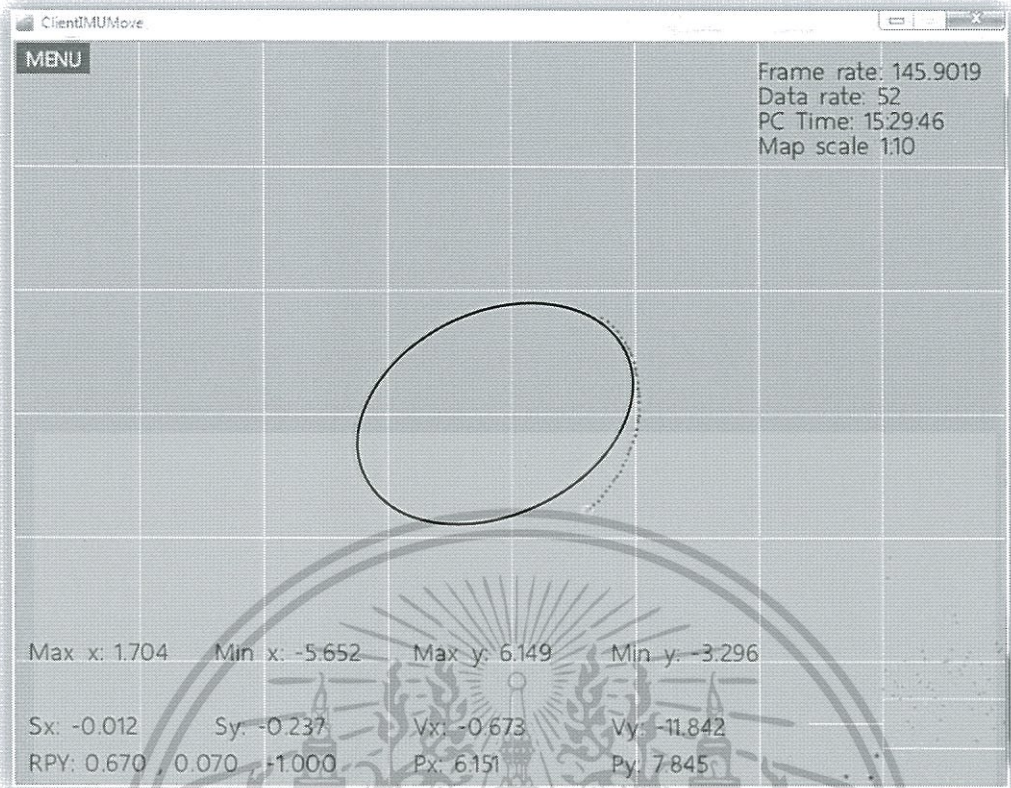 ClientIMUMove
MENU
Frame rate: 145.9019
Data rate: 52
PC Time: 15:29:46
Map scale 1:10
Max x: 1.704 Min x: -5.652 Max y: 6.149 Min y: -3.296
Sx: -0.012 Sy: -0.237 Vx: -0.673 Vy: -11.842
RPY: 0.670 , 0.070 , -1.000 Px: 6.151 Py: 7.845